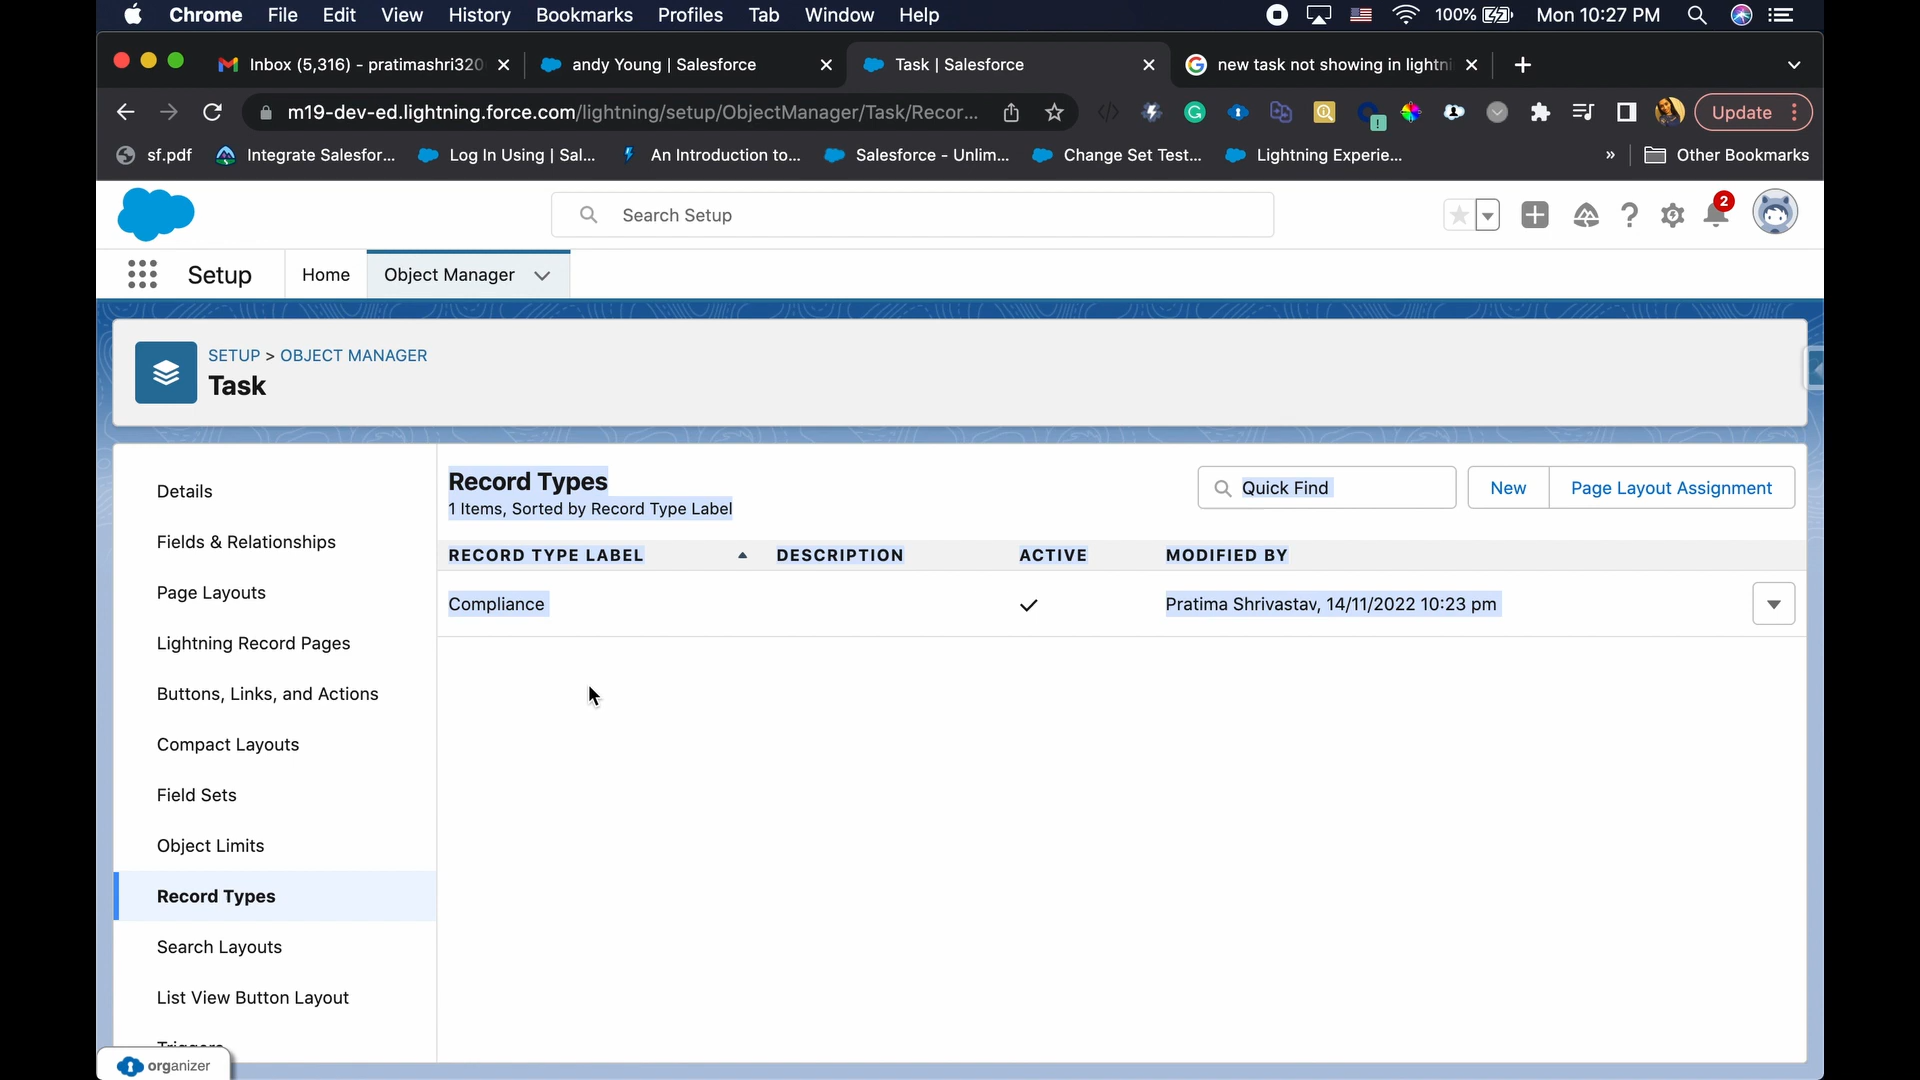 Chrome File Edit View History Bookmarks Profiles Tab Window Help 100% Mon 10:27 PM
Inbox (5,316) - pratimashri320 andy Young | Salesforce Task | Salesforce new task not showing in lightni
m19-dev-ed.lightning.force.com/lightning/setup/ObjectManager/Task/Recor... Update
sf.pdf Integrate Salesfor... Log In Using | Sal... An Introduction to... Salesforce - Unlim... Change Set Test... Lightning Experie... » Other Bookmarks
Search Setup 2
Setup Home Object Manager
SETUP > OBJECT MANAGER
Task
Details
Fields & Relationships
Page Layouts
Lightning Record Pages
Buttons, Links, and Actions
Compact Layouts
Field Sets
Object Limits
Record Types
Search Layouts
List View Button Layout
Triggers
organizer
Record Types
1 Items, Sorted by Record Type Label
Quick Find New Page Layout Assignment
RECORD TYPE LABEL DESCRIPTION ACTIVE MODIFIED BY
Compliance Pratima Shrivastav, 14/11/2022 10:23 pm